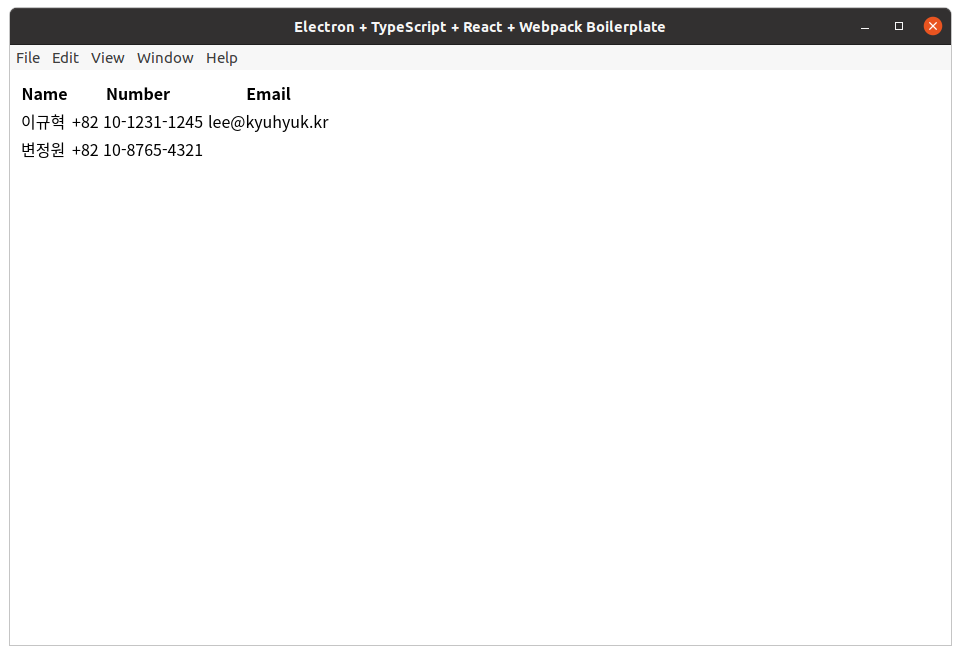 Electron + TypeScript + React + Webpack Boilerplate
File Edit View Window Help
Name Number Email
이규혁 +82 10-1231-1245 lee@kyuhyuk.kr
변정원 +82 10-8765-4321